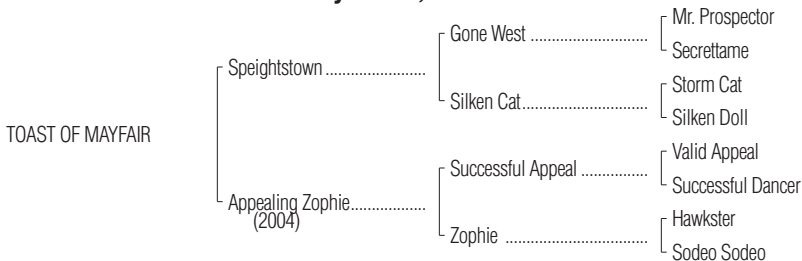 Mr. Prospector
Gone West ..............................
Secrettame
Speightstown .........................
Storm Cat
Silken Cat................................
Silken Doll
TOAST OF MAYFAIR
Valid Appeal
Successful Appeal ................
Successful Dancer
Appealing Zophie...................
(2004)
Hawkster
Zophie ....................................
Sodeo Sodeo